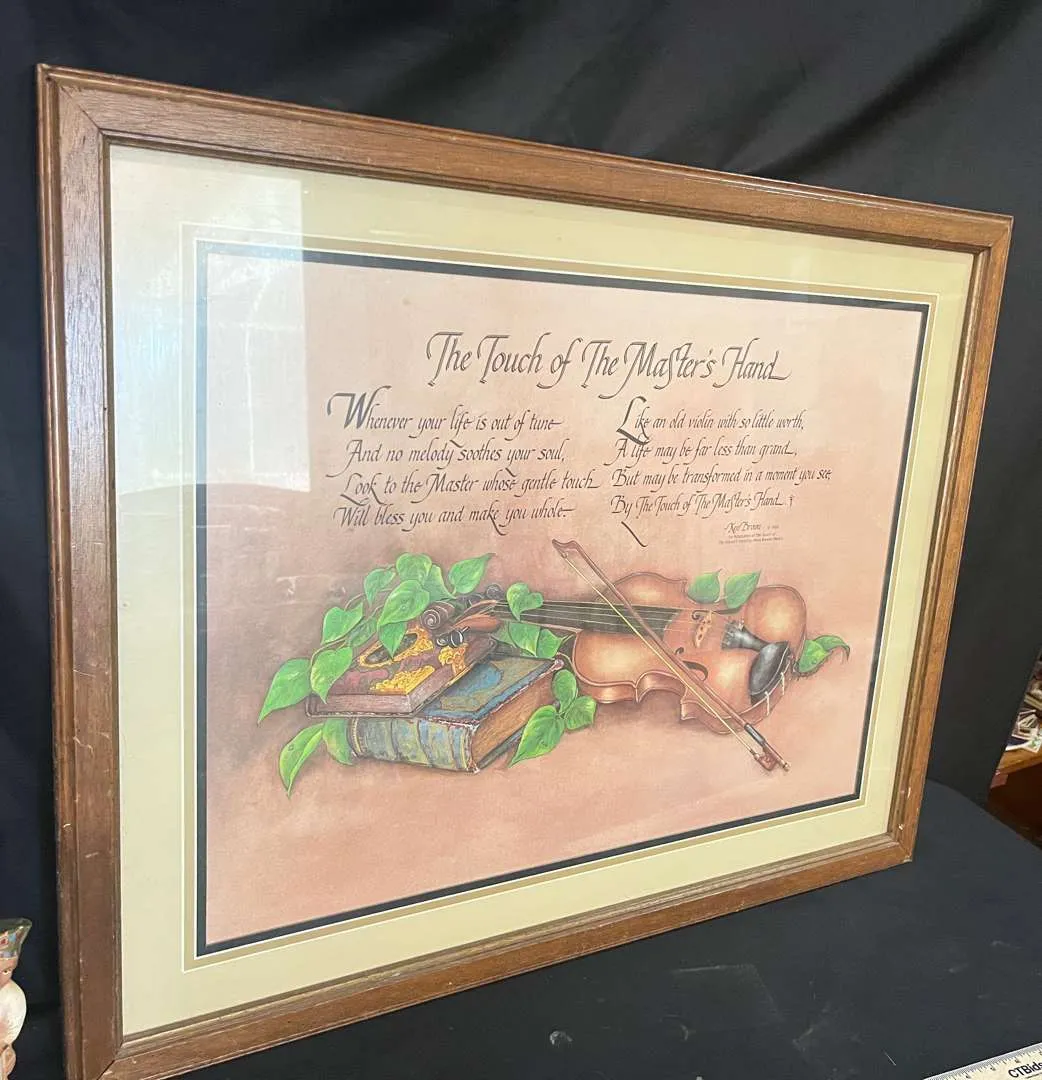 The Touch of The Master's Hand
Whenever your life is out of tune
And no melody soothes your soul,
Look to the Master whose gentle touch
Will bless you and make you whole.
Like an old violin with so little worth,
A life may be far less than grand,
But may be transformed in a moment you see,
By The Touch of The Master's Hand.
Ken Brown
CTBids